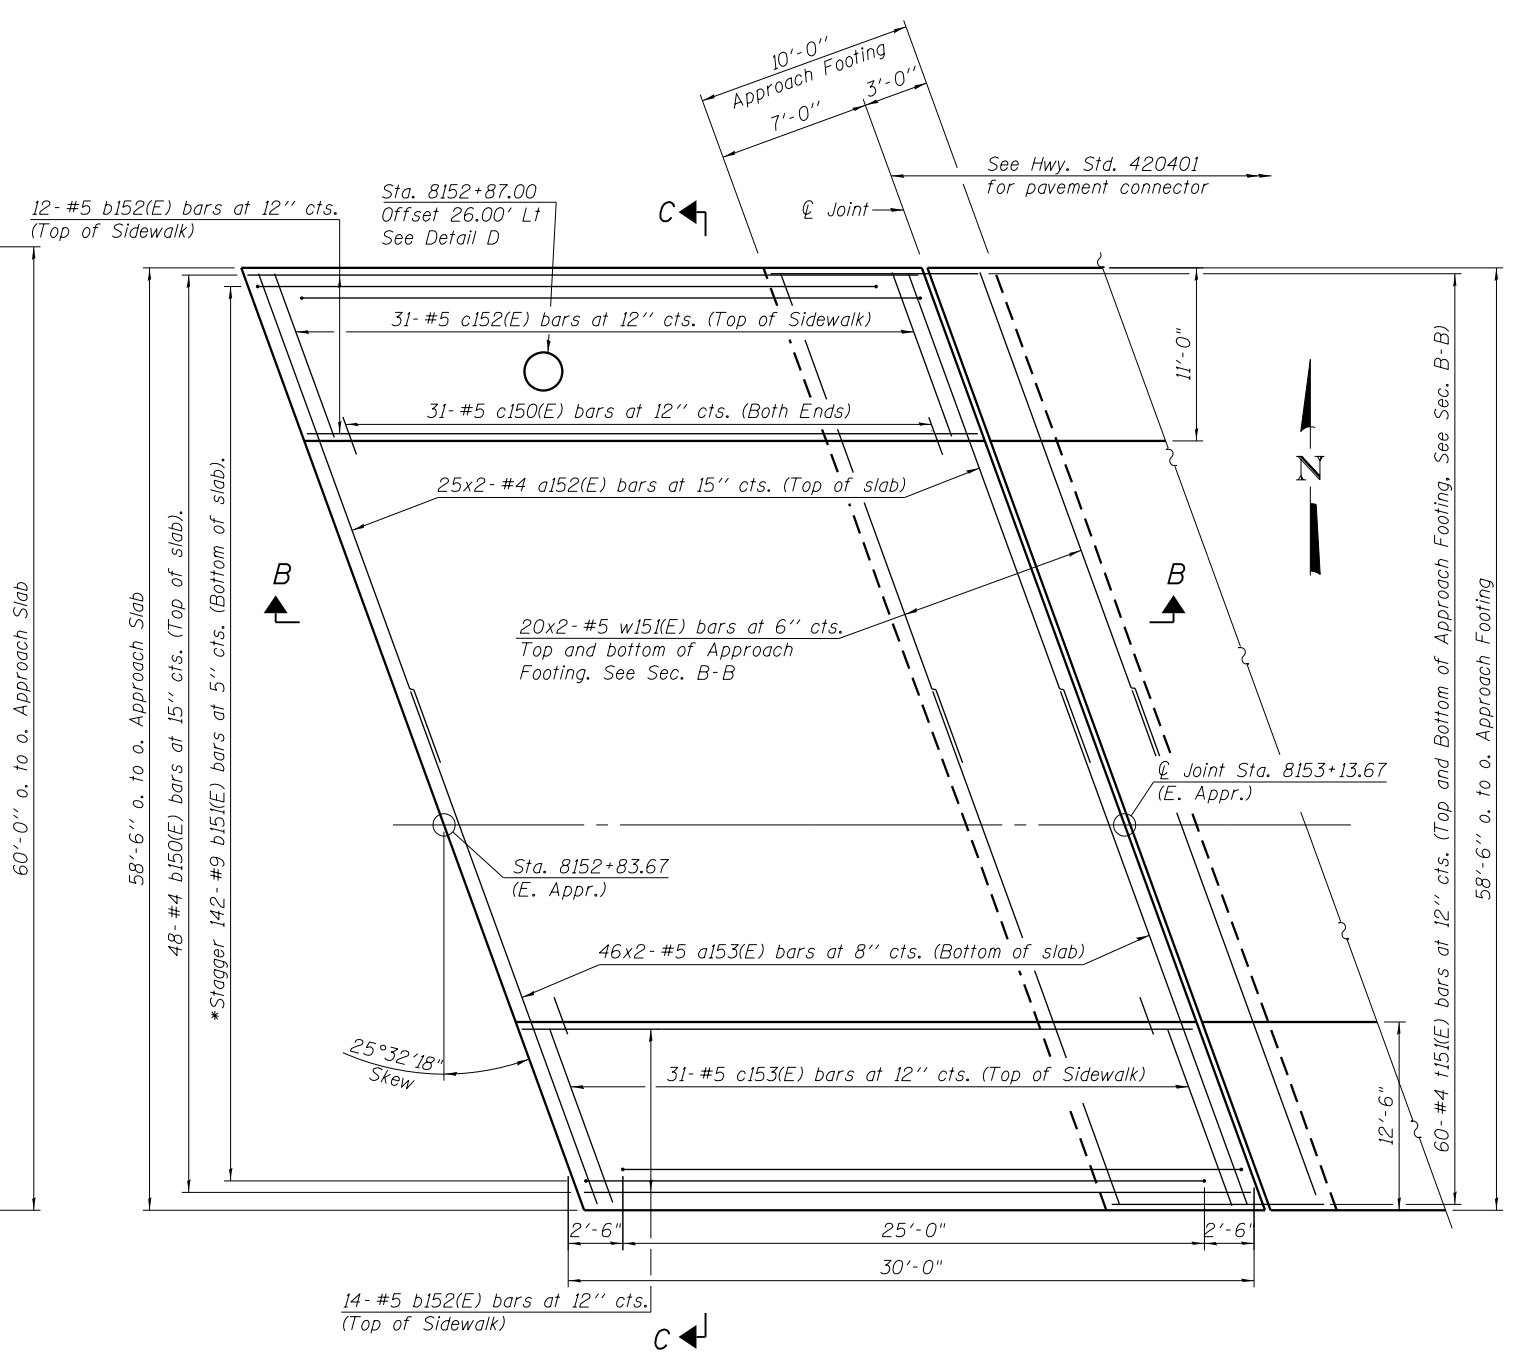 10'-0"
Approach Footing
3'-0"
7'-0"
See Hwy. Std. 420401
for pavement connector
℄ Joint
12-#5 b152(E) bars at 12" cts.
(Top of Sidewalk)
Sta. 8152+87.00
Offset 26.00' Lt
See Detail D
C
31-#5 c152(E) bars at 12" cts. (Top of Sidewalk)
11'-0"
31-#5 c150(E) bars at 12" cts. (Both Ends)
25x2-#4 a152(E) bars at 15" cts. (Top of slab)
N
B
B
20x2-#5 w151(E) bars at 6" cts.
Top and bottom of Approach
Footing. See Sec. B-B
60'-0" o. to o. Approach Slab
58'-6" o. to o. Approach Slab
48-#4 b150(E) bars at 15" cts. (Top of slab).
*Stagger 142-#9 b151(E) bars at 5" cts. (Bottom of slab).
60-#4 t151(E) bars at 12" cts. (Top and Bottom of Approach Footing, See Sec. B-B)
58'-6" o. to o. Approach Footing
℄ Joint Sta. 8153+13.67
(E. Appr.)
Sta. 8152+83.67
(E. Appr.)
46x2-#5 a153(E) bars at 8" cts. (Bottom of slab)
25°32'18"
Skew
31-#5 c153(E) bars at 12" cts. (Top of Sidewalk)
12'-6"
2'-6"
25'-0"
2'-6"
30'-0"
14-#5 b152(E) bars at 12" cts.
(Top of Sidewalk)
C